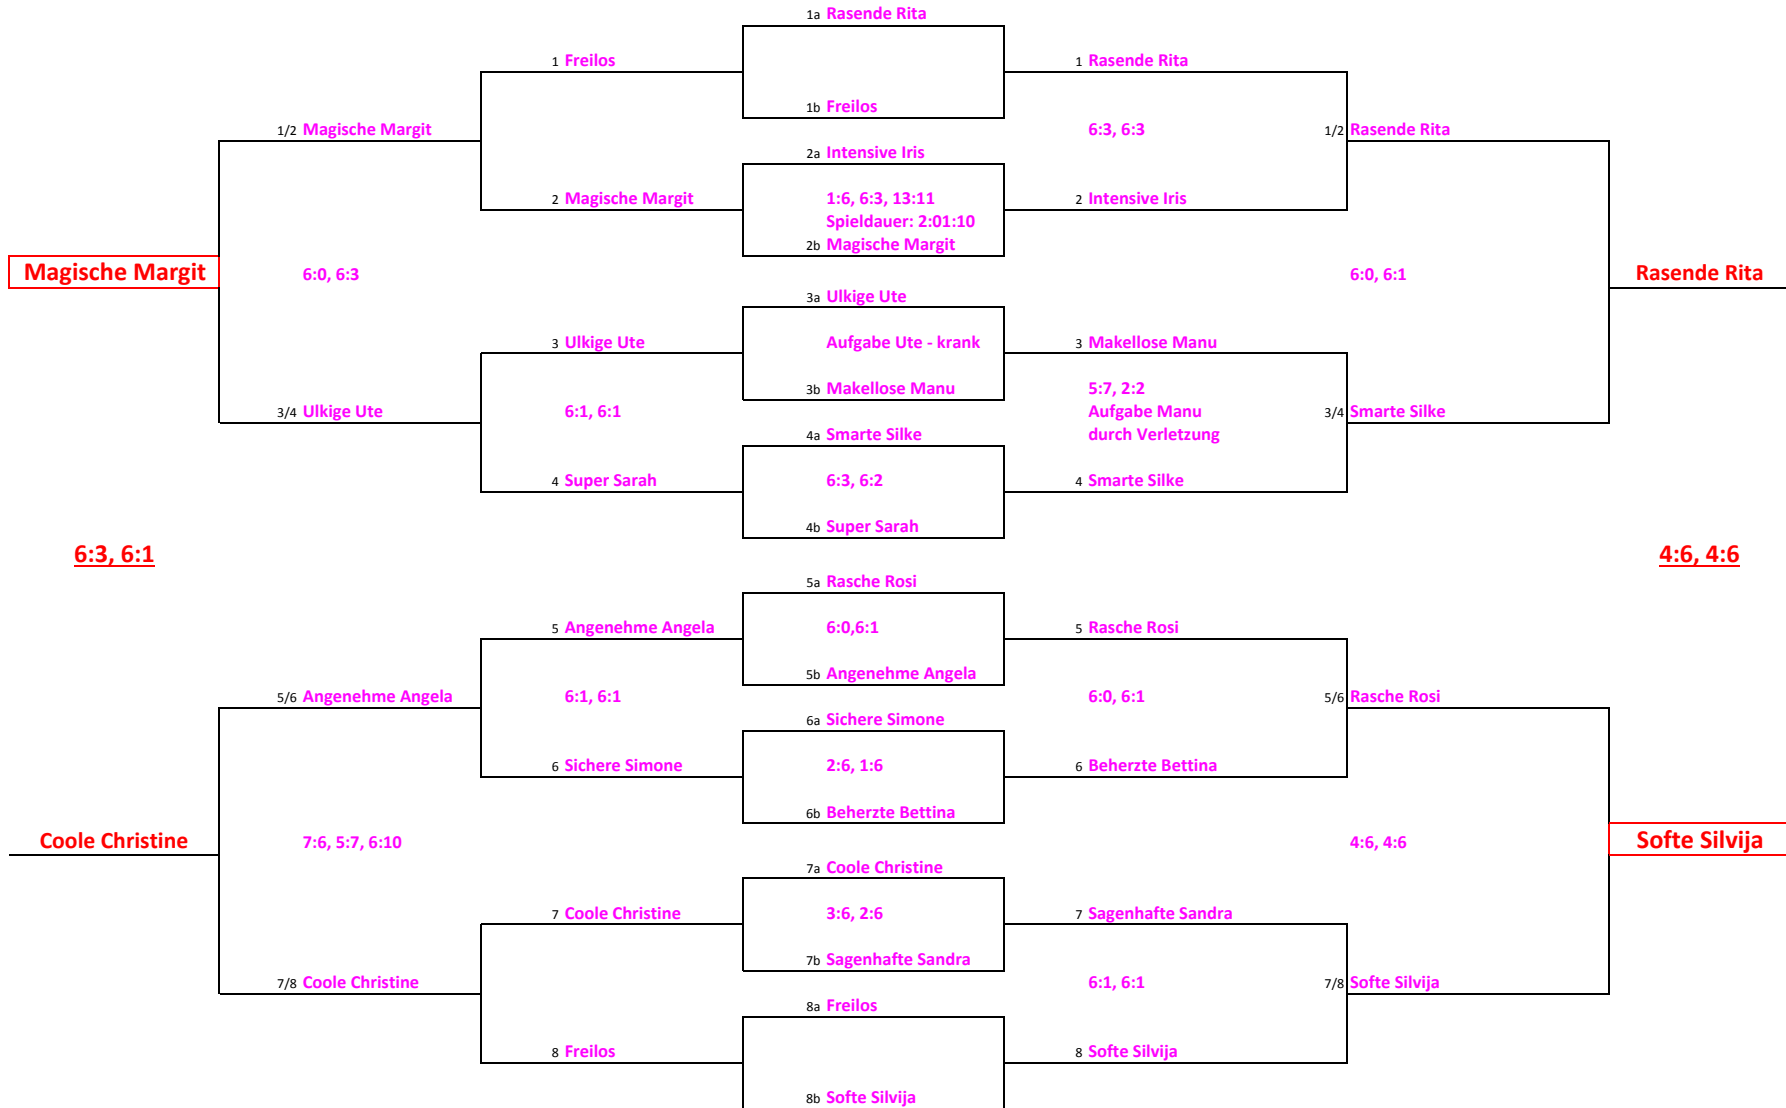 1a Rasende Rita
1 Freilos
1 Rasende Rita
1b Freilos
1/2 Magische Margit
6:3, 6:3
1/2 Rasende Rita
2a Intensive Iris
2 Magische Margit
1:6, 6:3, 13:11
2 Intensive Iris
Spieldauer: 2:01:10
2b Magische Margit
Magische Margit
6:0, 6:3
6:0, 6:1
Rasende Rita
3a Ulkige Ute
3 Ulkige Ute
Aufgabe Ute - krank
3 Makellose Manu
3b Makellose Manu
5:7, 2:2
3/4 Ulkige Ute
6:1, 6:1
Aufgabe Manu
3/4 Smarte Silke
4a Smarte Silke
durch Verletzung
4 Super Sarah
6:3, 6:2
4 Smarte Silke
4b Super Sarah
6:3, 6:1
4:6, 4:6
5a Rasche Rosi
5 Angenehme Angela
6:0,6:1
5 Rasche Rosi
5b Angenehme Angela
5/6 Angenehme Angela
6:1, 6:1
6:0, 6:1
5/6 Rasche Rosi
6a Sichere Simone
6 Sichere Simone
2:6, 1:6
6 Beherzte Bettina
6b Beherzte Bettina
Coole Christine
7:6, 5:7, 6:10
4:6, 4:6
Softe Silvija
7a Coole Christine
7 Coole Christine
3:6, 2:6
7 Sagenhafte Sandra
7b Sagenhafte Sandra
7/8 Coole Christine
6:1, 6:1
7/8 Softe Silvija
8a Freilos
8 Freilos
8 Softe Silvija
8b Softe Silvija